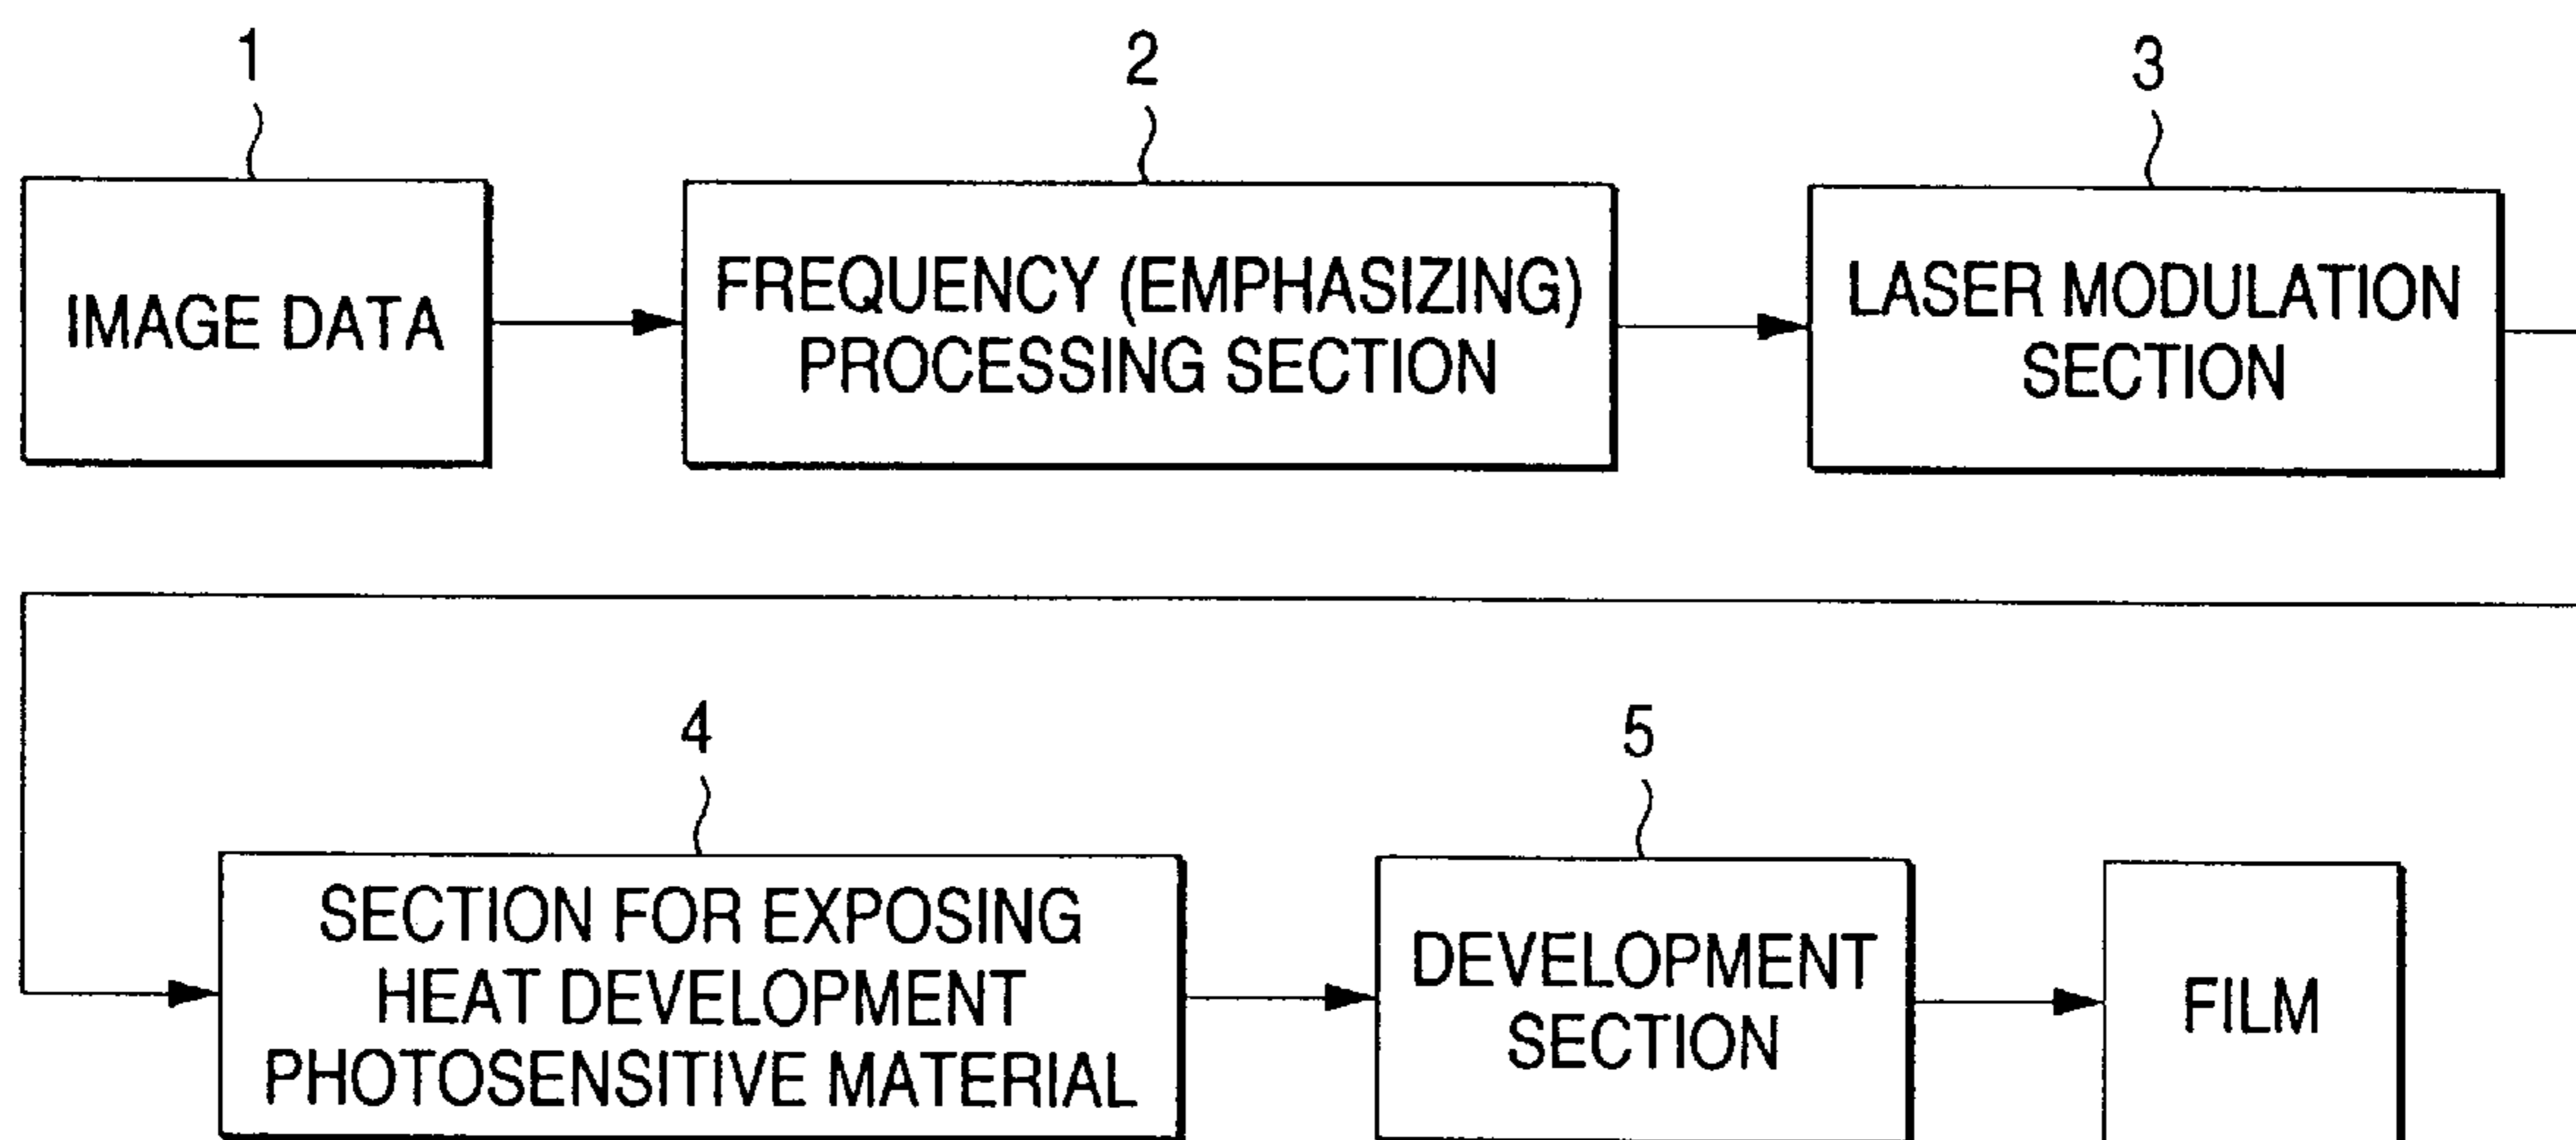 1
2
3
IMAGE DATA
FREQUENCY (EMPHASIZING)
PROCESSING SECTION
LASER MODULATION
SECTION
4
5
SECTION FOR EXPOSING
HEAT DEVELOPMENT
PHOTOSENSITIVE MATERIAL
DEVELOPMENT
SECTION
FILM